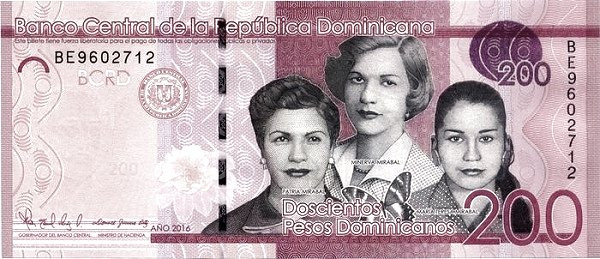 Banco Central de la República Dominicana
Este billete tiene fuerza liberatoria para el pago de todas las obligaciones públicas o privadas
BE9602712
200
BCRD
BE9602712
MINERVA MIRABAL
PATRIA MIRABAL
MARÍA TERESA MIRABAL
200
Doscientos
Pesos Dominicanos
200
AÑO 2016
GOBERNADOR DEL BANCO CENTRAL
MINISTRO DE HACIENDA